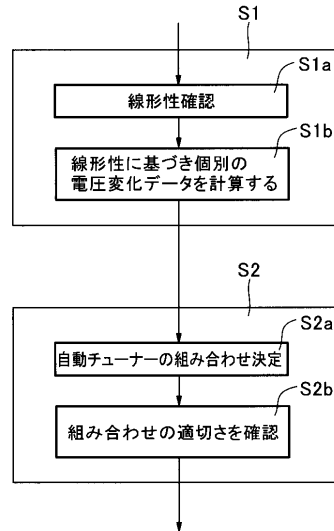 S1
S1a
線形性確認
S1b
線形性に基づき個別の
電圧変化データを計算する
S2
S2a
自動チューナーの組み合わせ決定
S2b
組み合わせの適切さを確認